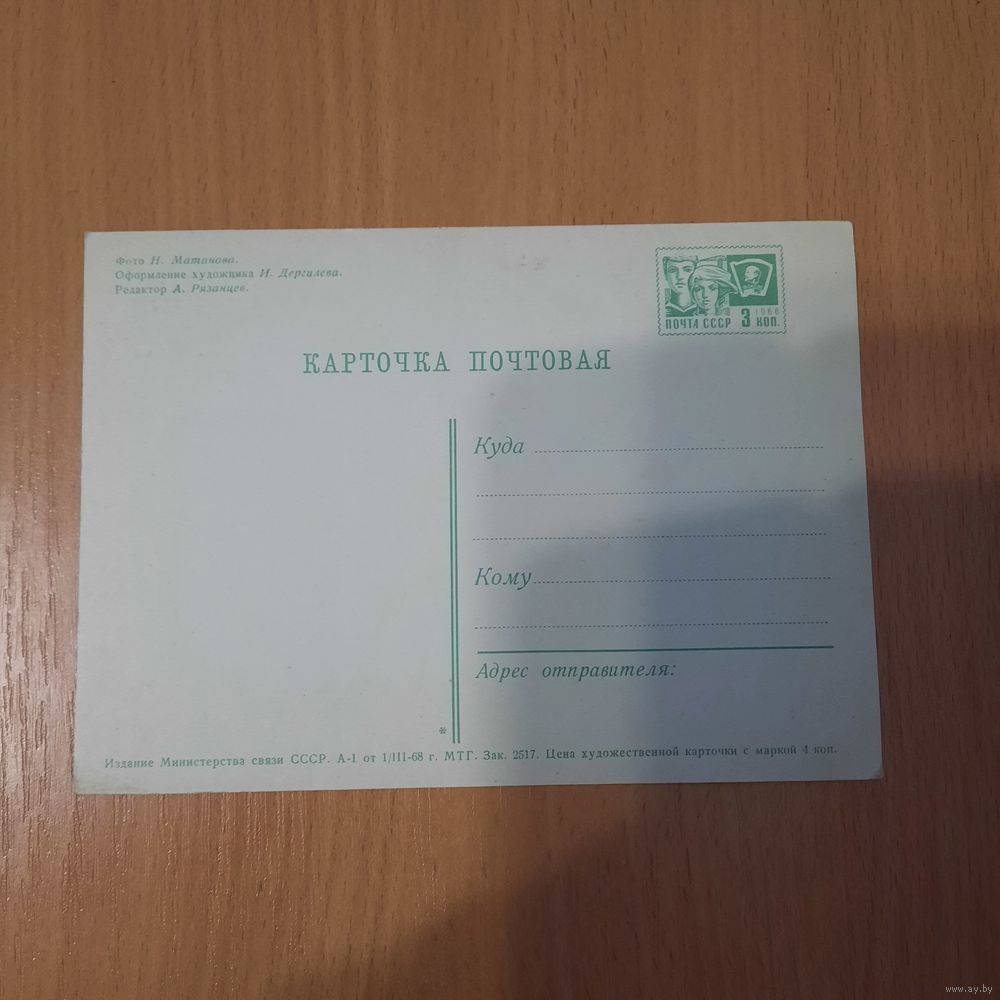 Фото Н. Матанова.
Оформление художника И. Дергилева.
Редактор А. Рязанцев.
1966
ПОЧТА СССР 3 КОП.
КАРТОЧКА ПОЧТОВАЯ
Куда
Кому
Адрес отправителя:
*
Издание Министерства связи СССР. А-1 от 1/III-68 г. МТГ. Зак. 2517. Цена художественной карточки с маркой 4 коп.
www.ay.by